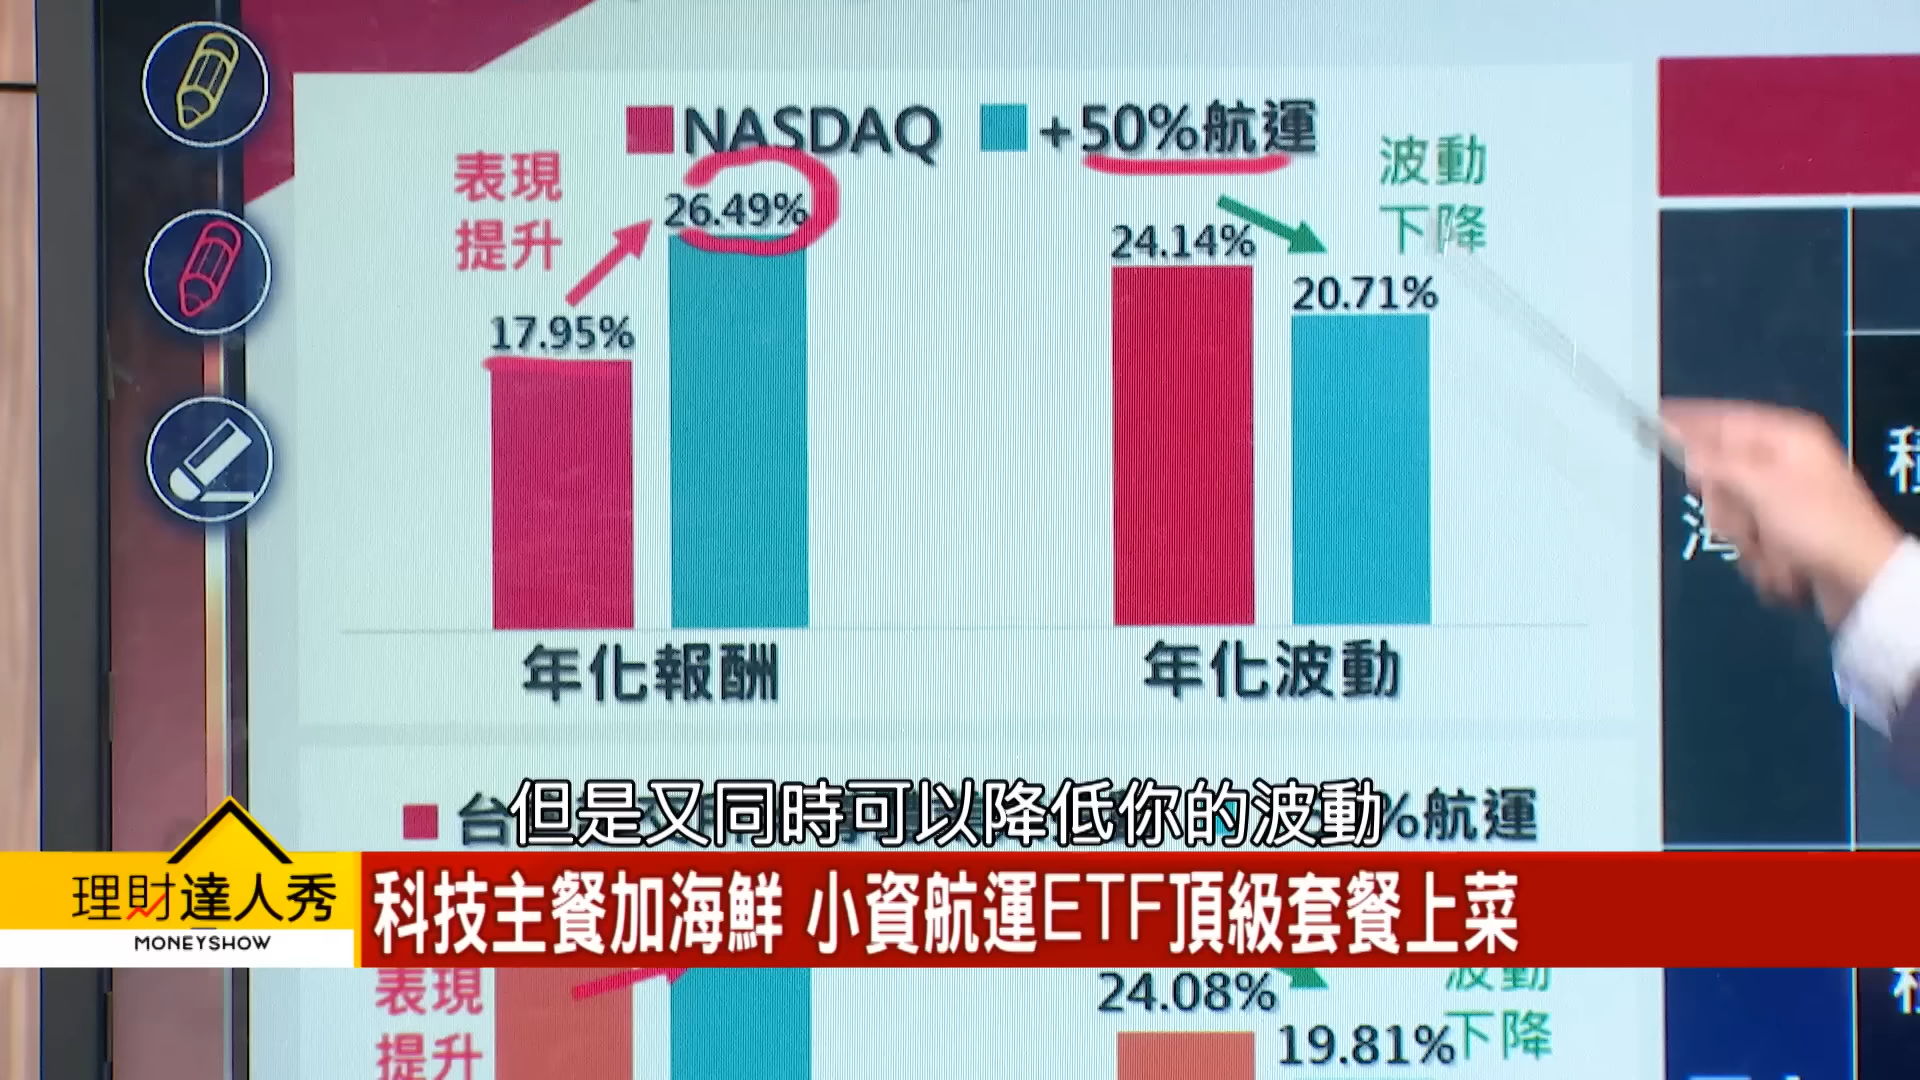 NASDAQ
+50%航運
表現
提升
26.49%
17.95%
波動
下降
24.14%
20.71%
年化報酬
年化波動
台
%航運
但是又同時可以降低你的波動
理財達人秀
MONEYSHOW
科技主餐加海鮮 小資航運ETF頂級套餐上菜
表現
提升
24.08%
19.81%
波動
下降